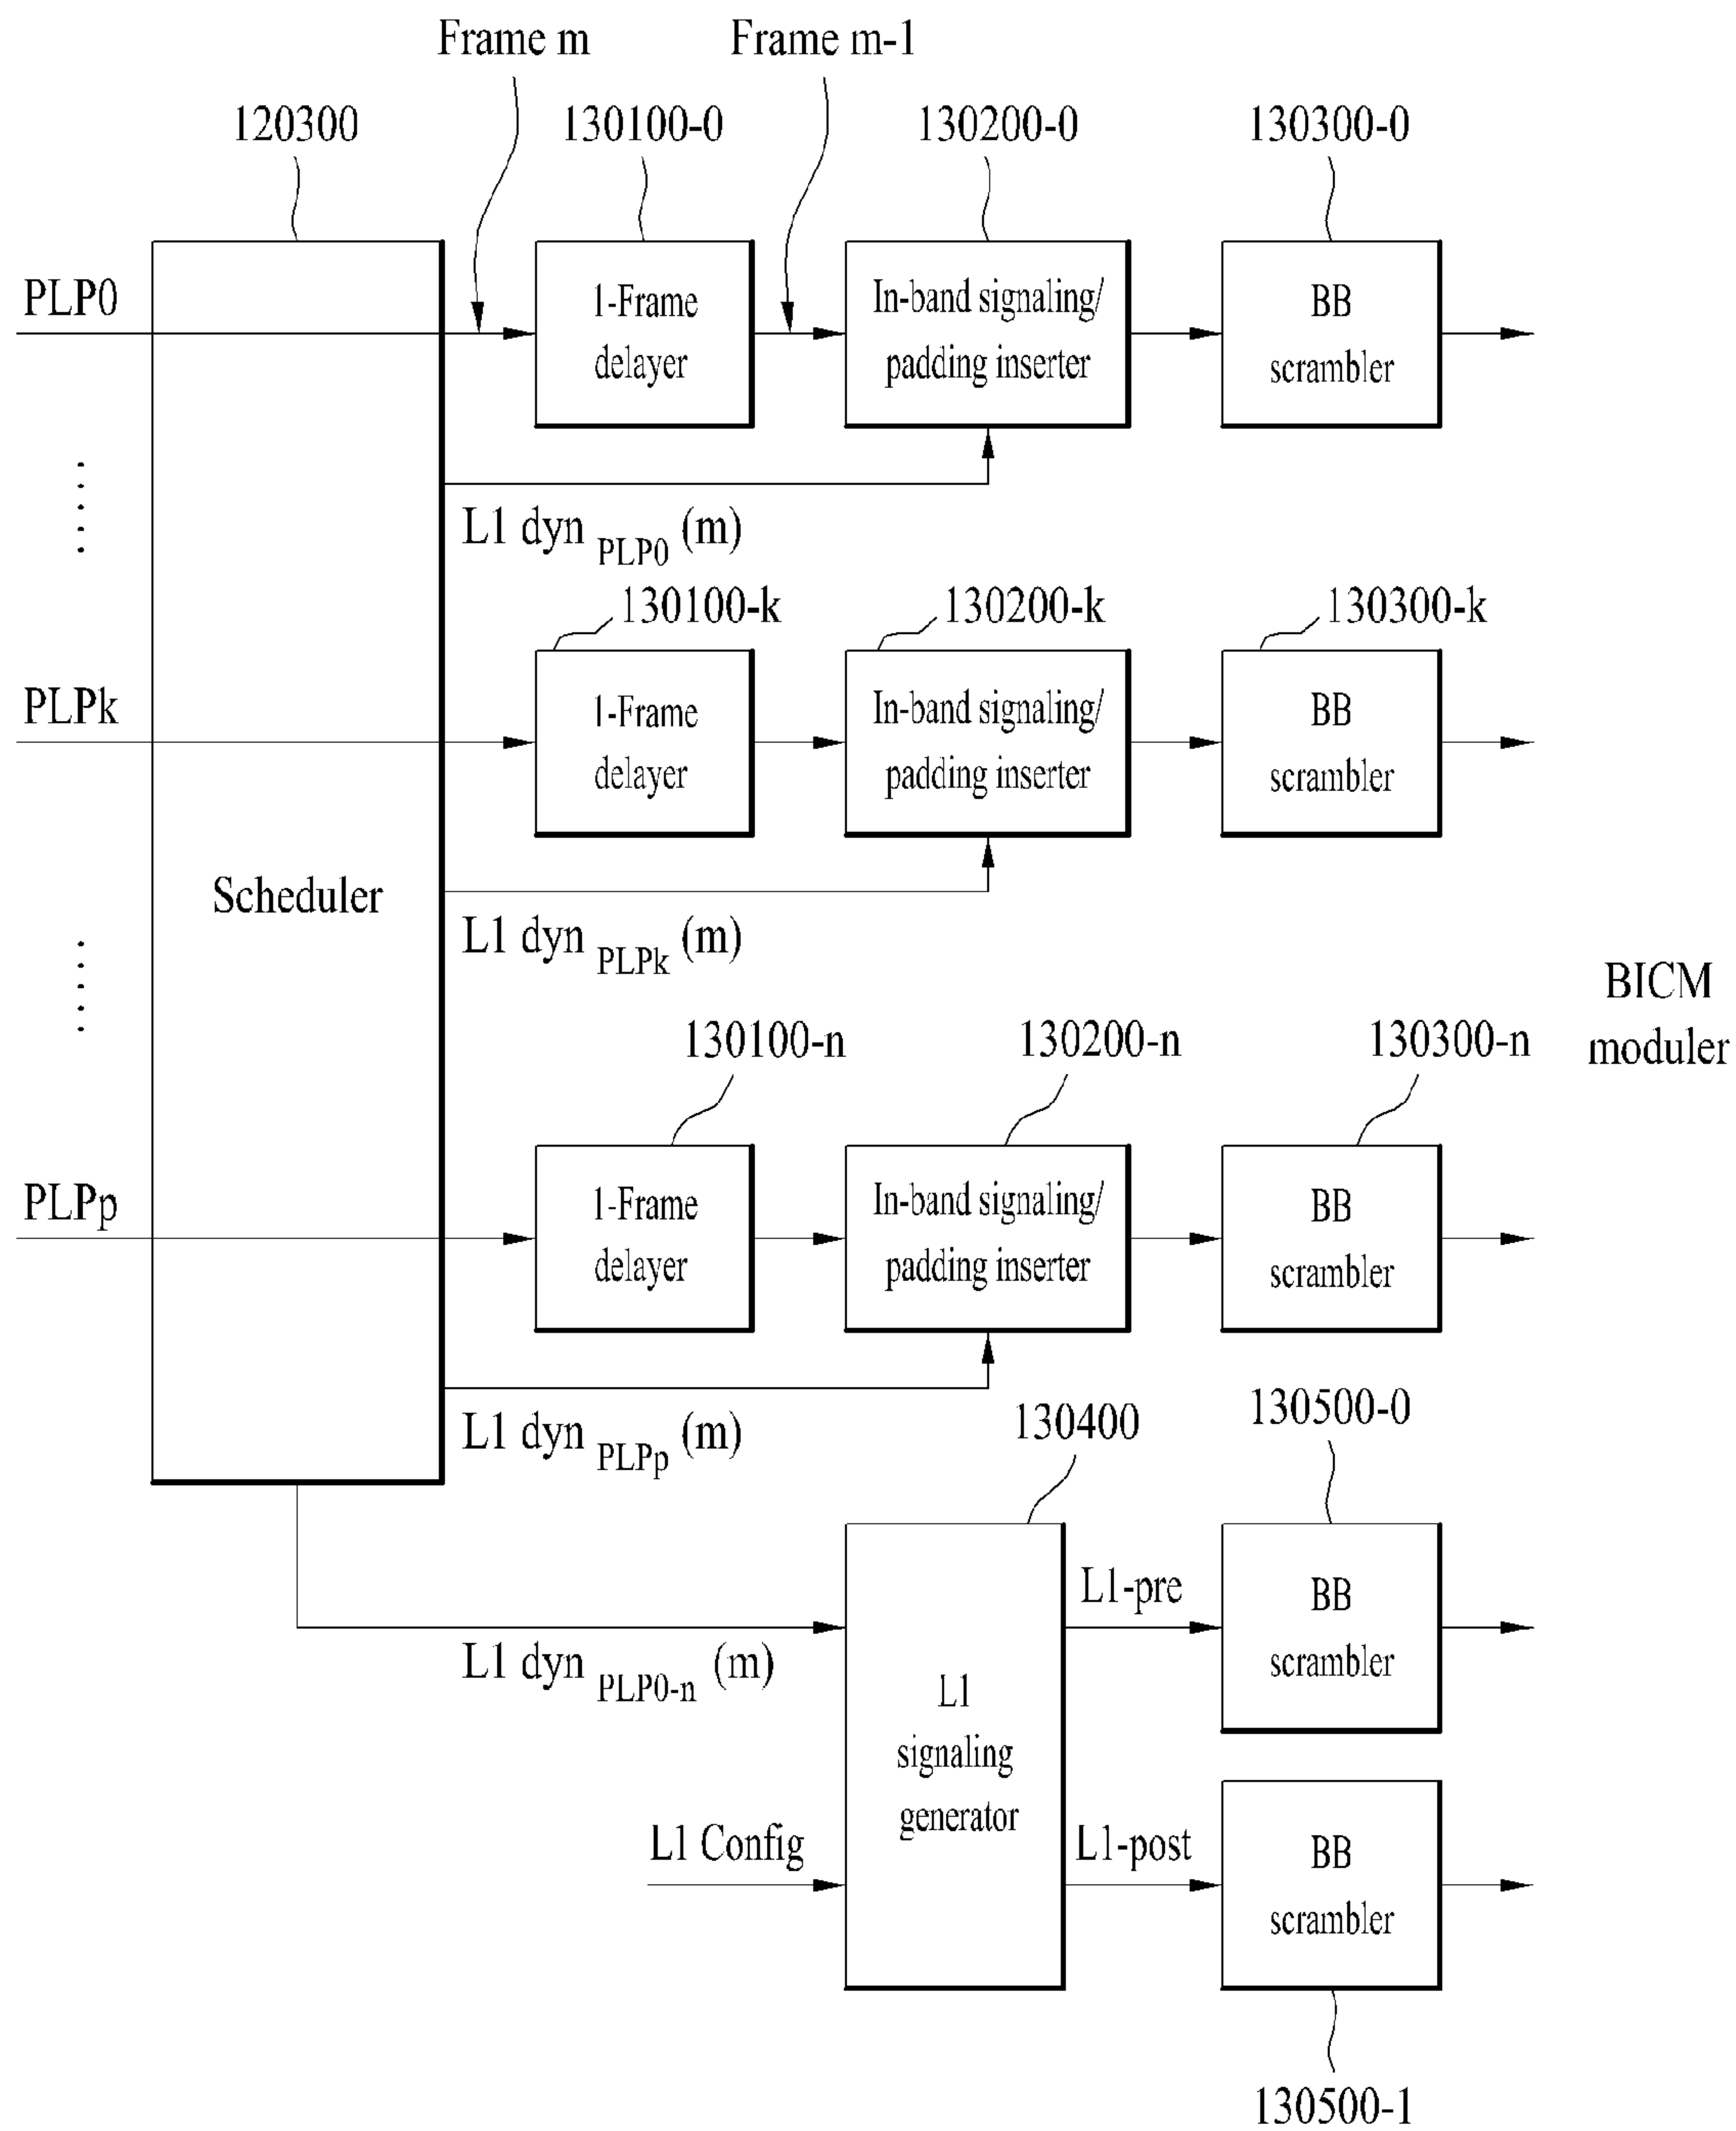 Frame m
Frame m-1
120300
130100-0
130200-0
130300-0
PLP0
1-Frame
delayer
In-band signaling/
padding inserter
BB
scrambler
L1 dyn PLP0 (m)
130100-k
130200-k
130300-k
PLPk
1-Frame
delayer
In-band signaling/
padding inserter
BB
scrambler
Scheduler
L1 dyn PLPk (m)
BICM
moduler
130100-n
130200-n
130300-n
PLPp
1-Frame
delayer
In-band signaling/
padding inserter
BB
scrambler
L1 dyn PLPp (m)
130400
130500-0
L1-pre
BB
scrambler
L1 dyn PLP0-n (m)
L1
signaling
generator
L1 Config
L1-post
BB
scrambler
130500-1